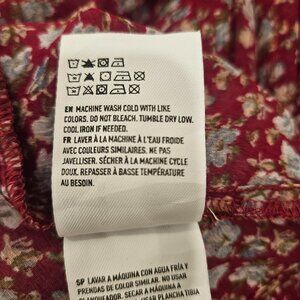 EN MACHINE WASH COLD WITH LIKE
COLORS. DO NOT BLEACH. TUMBLE DRY LOW.
COOL IRON IF NEEDED.
FR LAVER À LA MACHINE À L'EAU FROIDE
AVEC COULEURS SIMILAIRES. NE PAS
JAVELLISER. SÉCHER À LA MACHINE CYCLE
DOUX. REPASSER À BASSE TEMPÉRATURE
AU BESOIN.
SP LAVAR A MÁQUINA CON AGUA FRÍA Y
PRENDAS DE COLOR SIMILAR. NO USAR
BLANQUEADOR. SECAR A MÁQUINA A
PLANCHA TIBIA